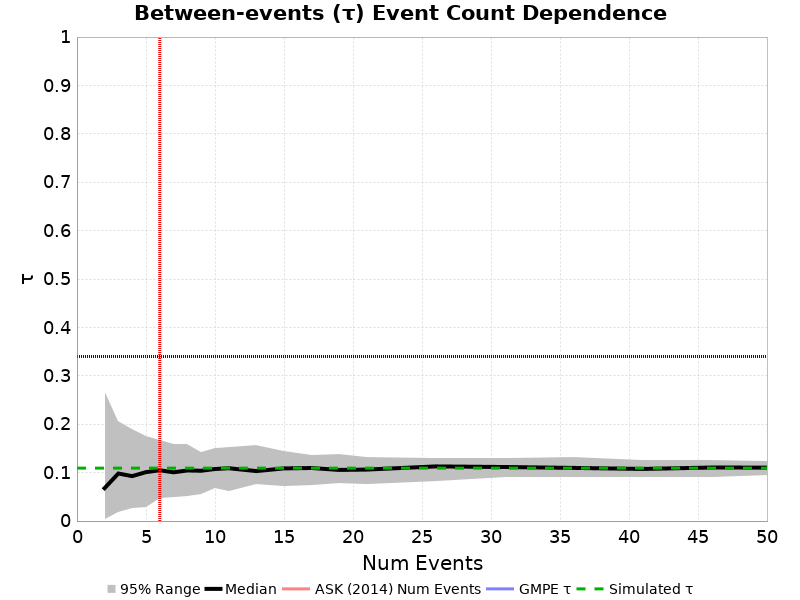 Between-events (τ) Event Count Dependence
1
0.9
0.8
0.7
0.6
0.5
0.4
0.3
0.2
0.1
0
τ
0 5 10 15 20 25 30 35 40 45 50
Num Events
95% Range Median ASK (2014) Num Events GMPE τ Simulated τ